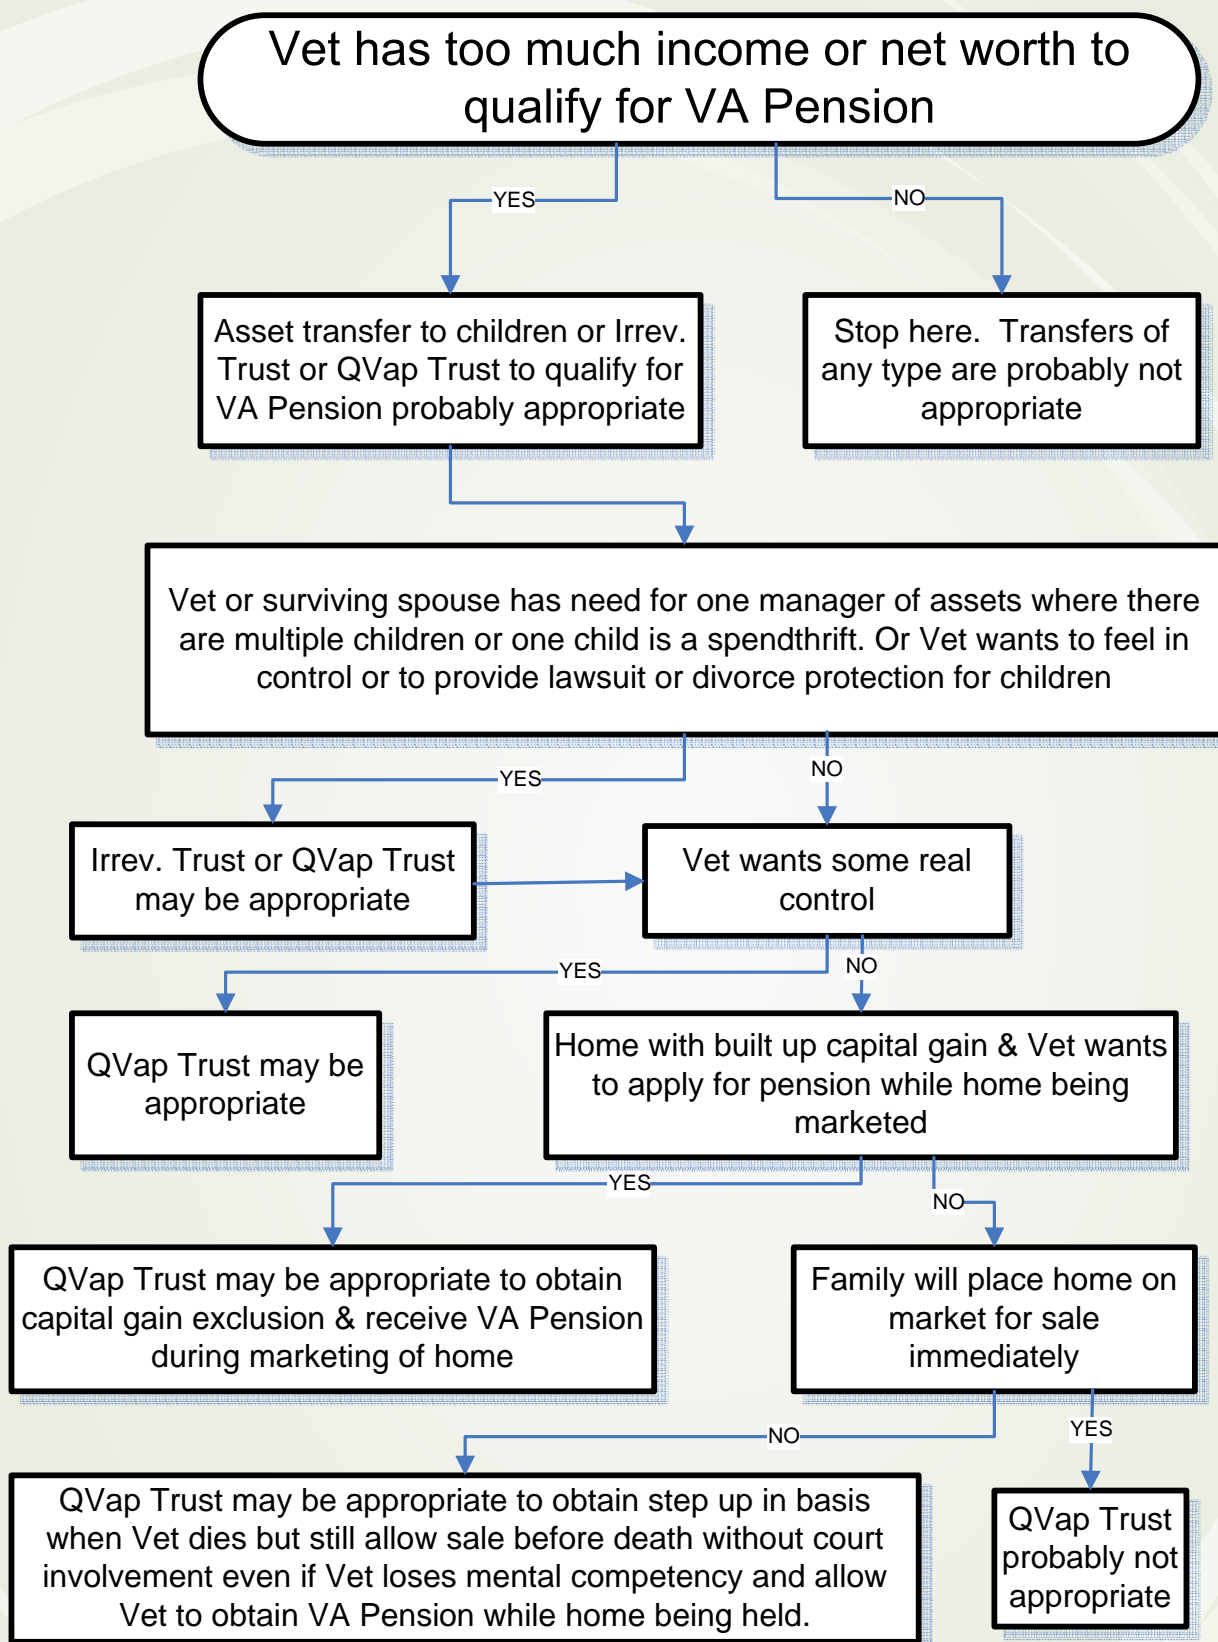 Vet has too much income or net worth to
qualify for VA Pension
YES
NO
Asset transfer to children or Irrev.
Trust or QVap Trust to qualify for
VA Pension probably appropriate
Stop here.  Transfers of
any type are probably not
appropriate
Vet or surviving spouse has need for one manager of assets where there
are multiple children or one child is a spendthrift. Or Vet wants to feel in
control or to provide lawsuit or divorce protection for children
YES
NO
Irrev. Trust or QVap Trust
may be appropriate
Vet wants some real
control
YES
NO
QVap Trust may be
appropriate
Home with built up capital gain & Vet wants
to apply for pension while home being
marketed
YES
NO
QVap Trust may be appropriate to obtain
capital gain exclusion & receive VA Pension
during marketing of home
Family will place home on
market for sale
immediately
NO
YES
QVap Trust may be appropriate to obtain step up in basis
when Vet dies but still allow sale before death without court
involvement even if Vet loses mental competency and allow
Vet to obtain VA Pension while home being held.
QVap Trust
probably not
appropriate